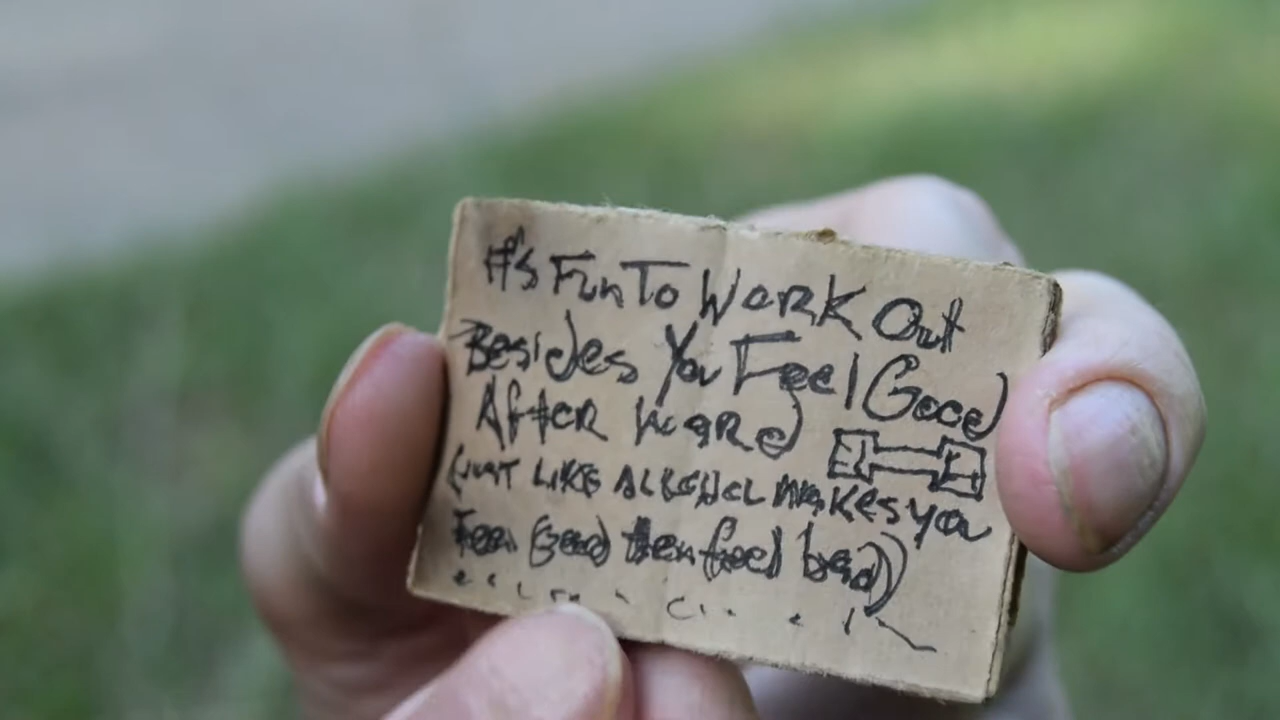 It's Fun To Work Out
Besides You Feel Good
After ward
(JUST LIKE ALCOHOL MAKES you
Feel Good then feel bad)